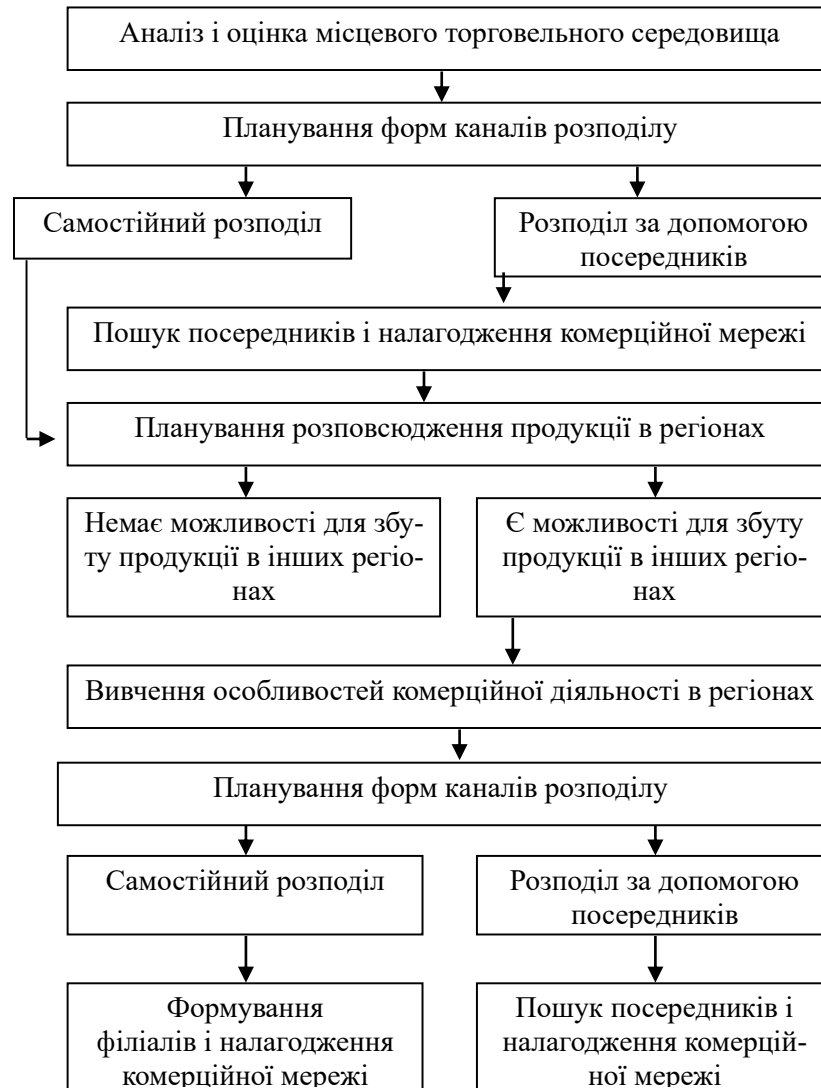 Аналіз і оцінка місцевого торговельного середовища
Планування форм каналів розподілу
Самостійний розподіл
Розподіл за допомогою
посередників
Пошук посередників і налагодження комерційної мережі
Планування розповсюдження продукції в регіонах
Немає можливості для збу-
ту продукції в інших регіо-
нах
Є можливості для збуту
продукції в інших регіо-
нах
Вивчення особливостей комерційної діяльності в регіонах
Планування форм каналів розподілу
Самостійний розподіл
Розподіл за допомогою
посередників
Формування
філіалів і налагодження
комерційної мережі
Пошук посередників і
налагодження комерцій-
ної мережі